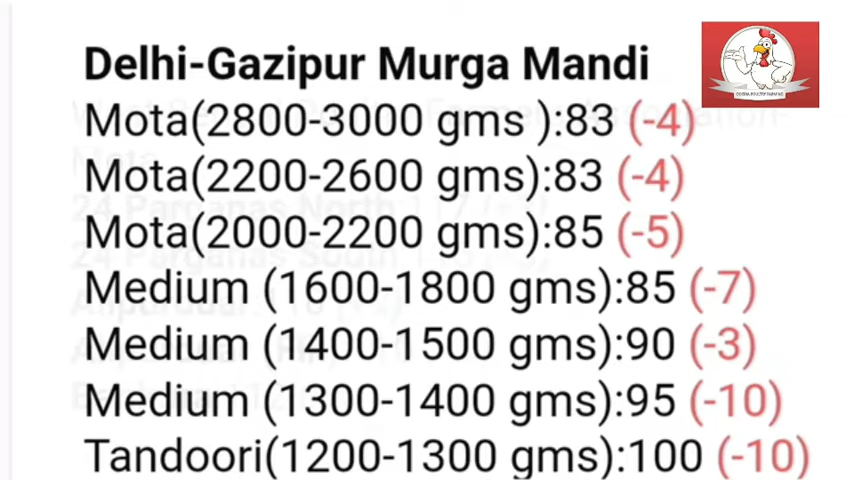 Delhi-Gazipur Murga Mandi
Mota(2800-3000 gms ):83 (-4)
Mota(2200-2600 gms):83 (-4)
Mota(2000-2200 gms):85 (-5)
Medium (1600-1800 gms):85 (-7)
Medium (1400-1500 gms):90 (-3)
Medium (1300-1400 gms):95 (-10)
Tandoori(1200-1300 gms):100 (-10)